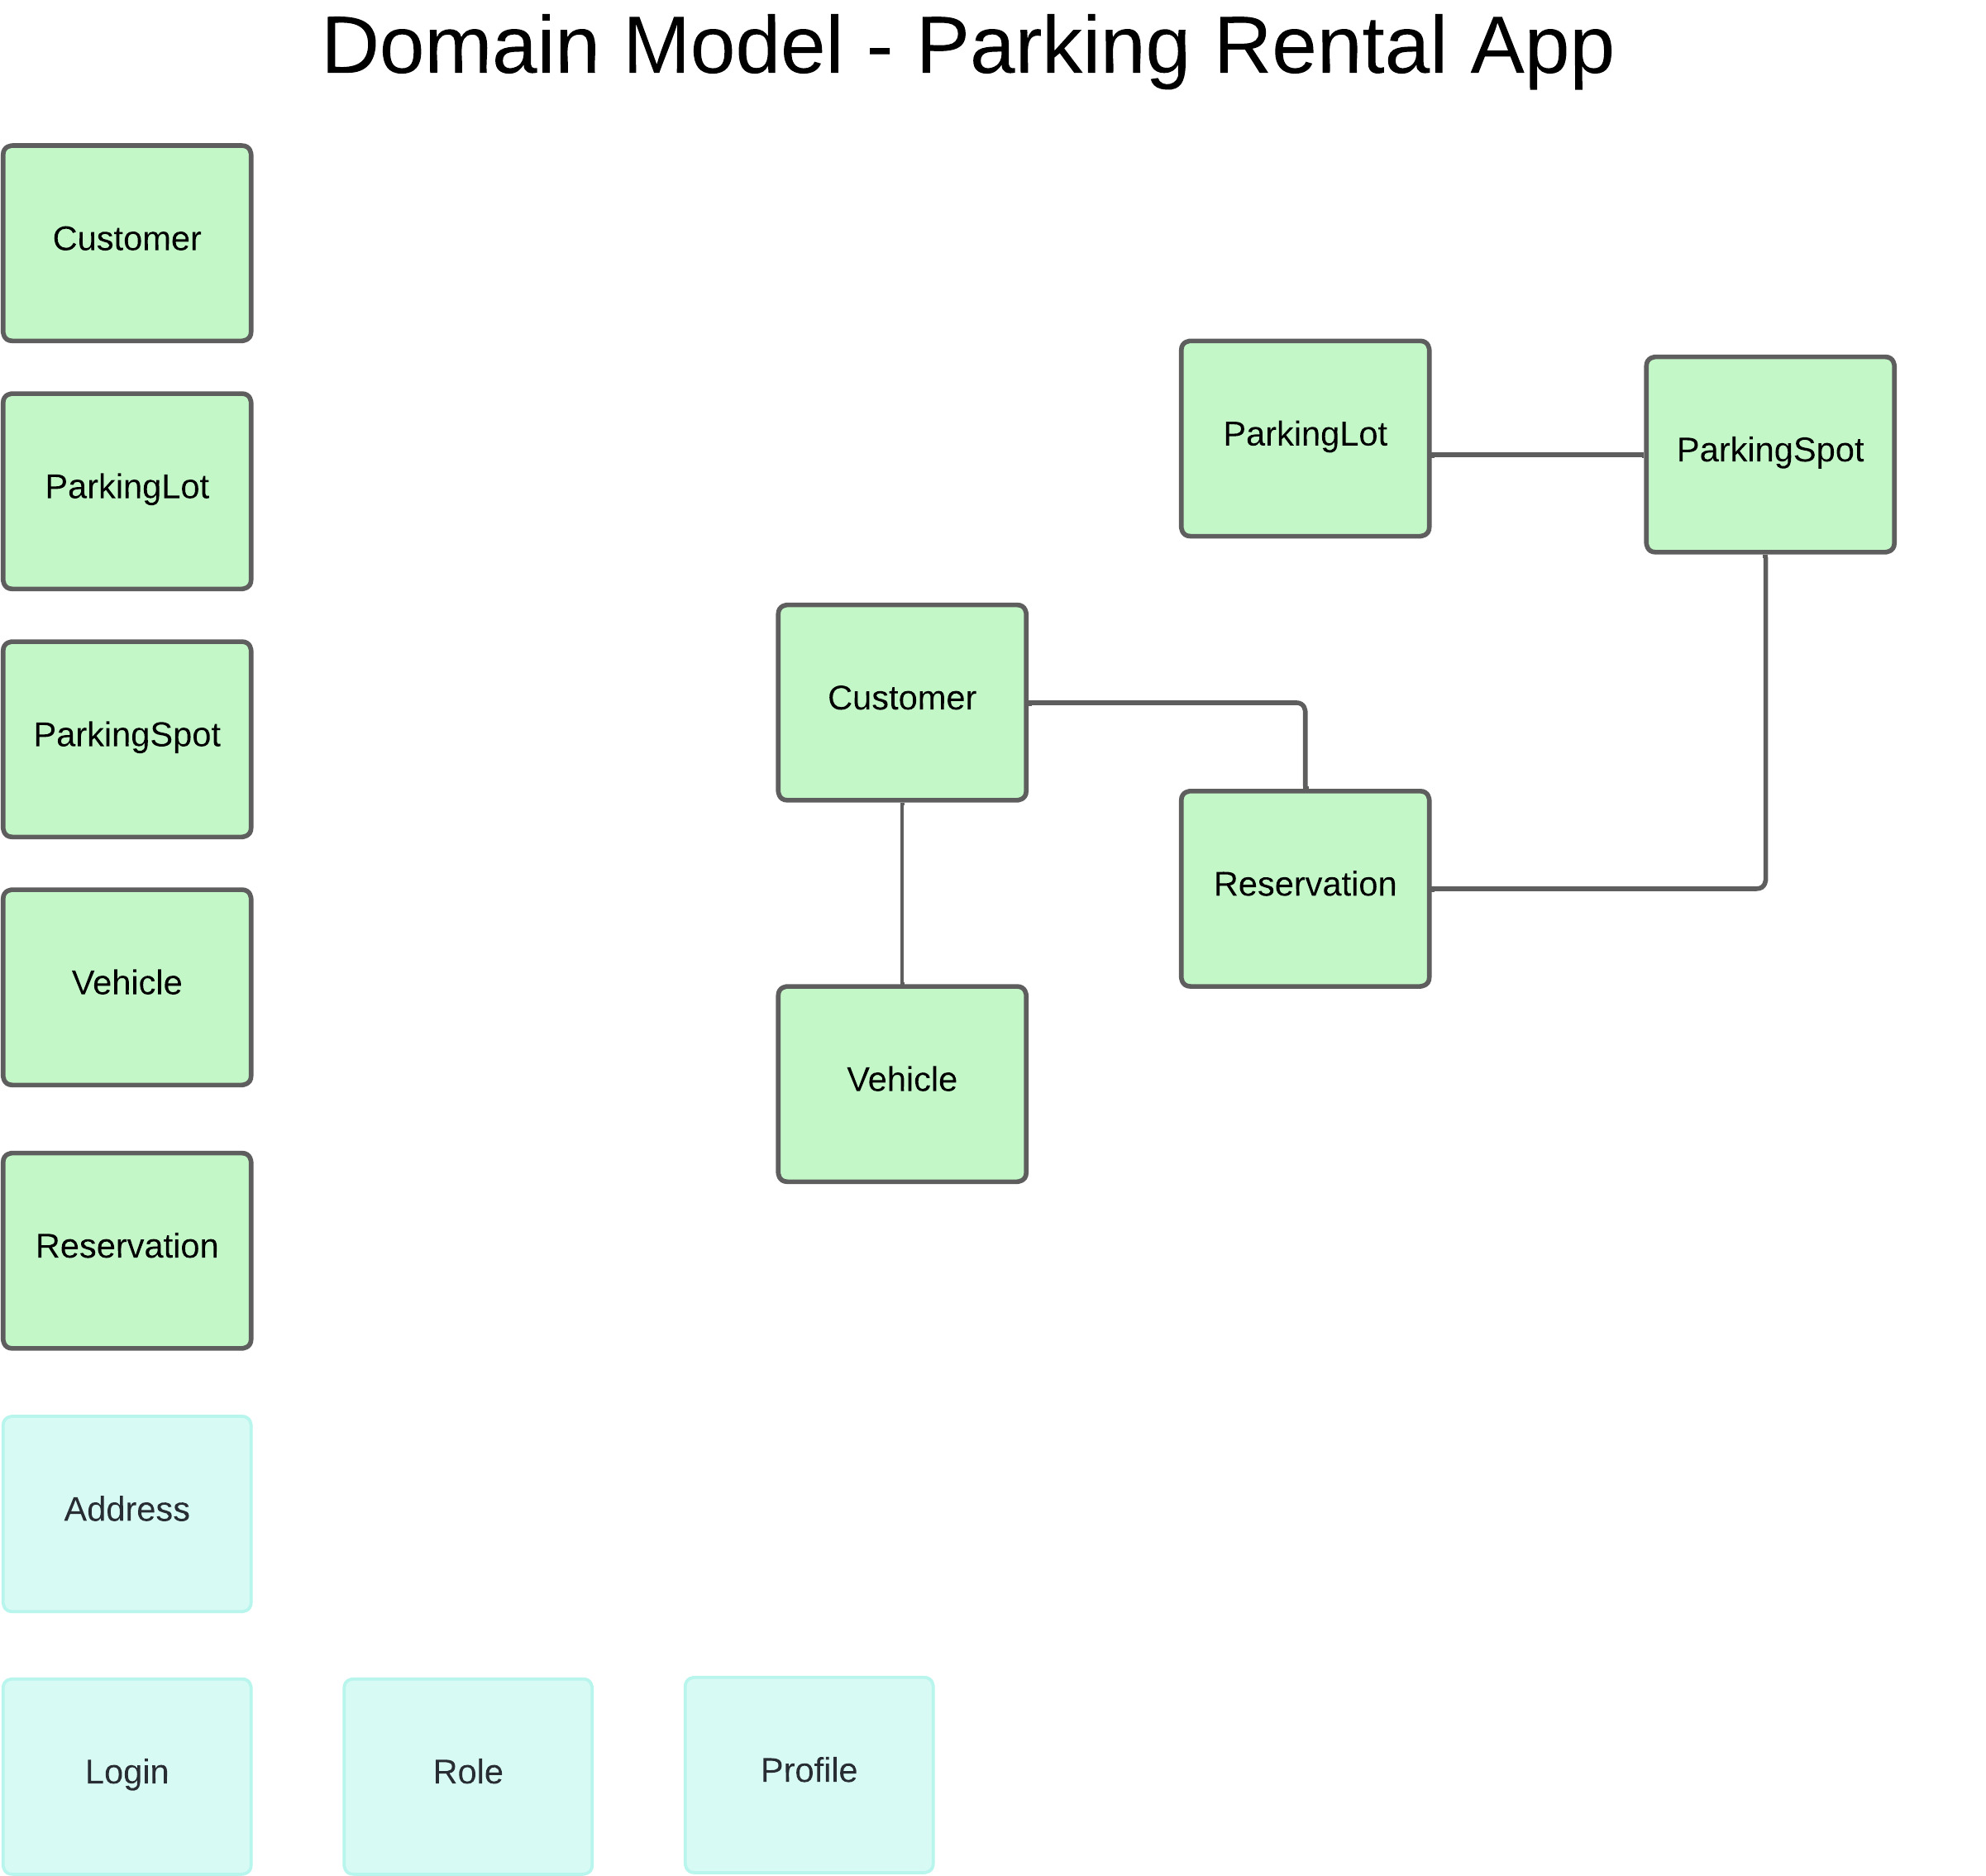 Domain Model - Parking Rental App
Customer
ParkingLot
ParkingSpot
Vehicle
Reservation
Address
Login
Role
Profile
ParkingLot
ParkingSpot
Customer
Reservation
Vehicle